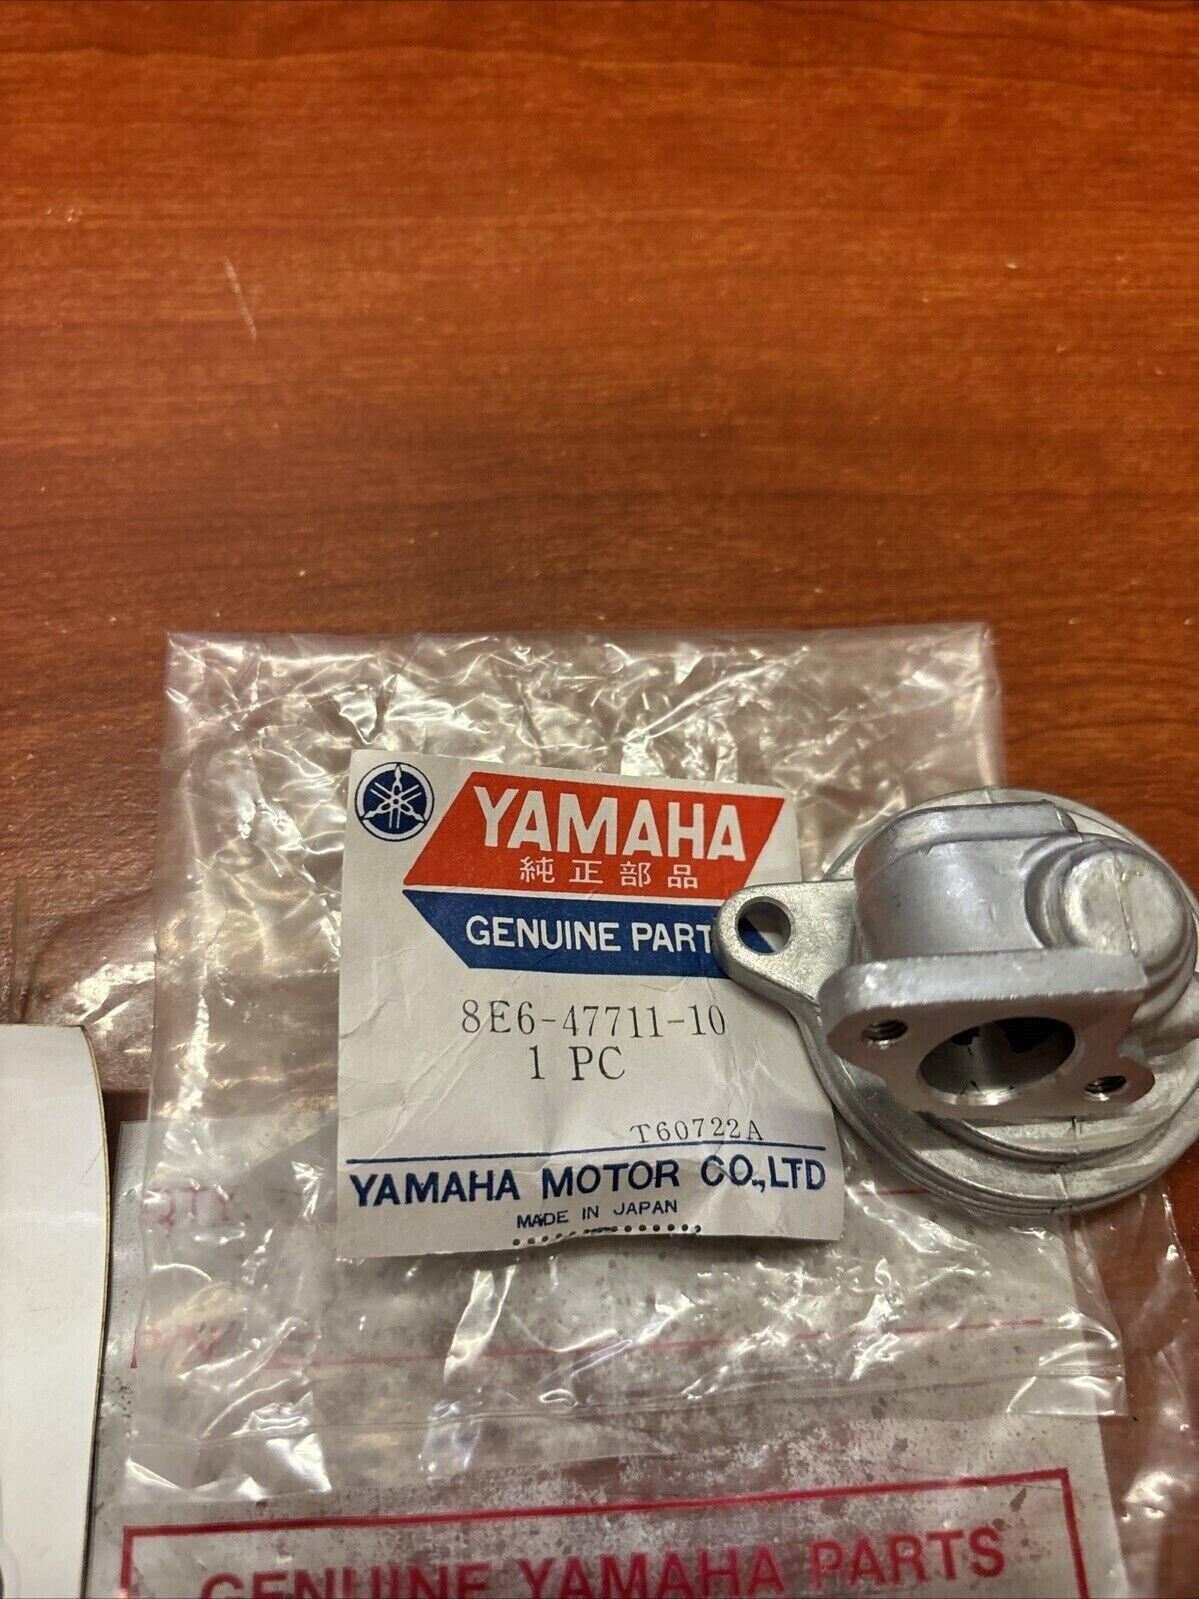 YAMAHA
純正部品
GENUINE PART
8E6-47711-10
1 PC
T60722A
YAMAHA MOTOR CO.,LTD
MADE IN JAPAN
QTY.
P/N
GENUINE YAMAHA PARTS